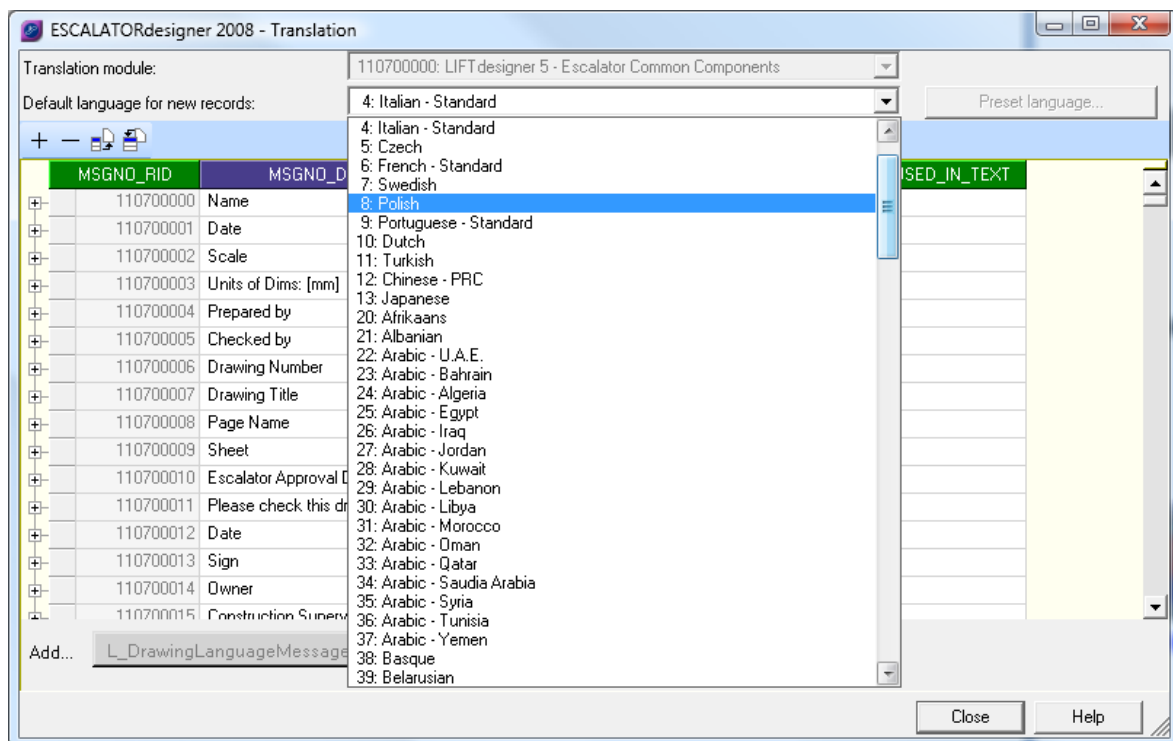 ESCALATORdesigner 2008 - Translation
Translation module:
110700000: LIFTdesigner 5 - Escalator Common Components
Default language for new records:
4: Italian - Standard
Preset language...
4: Italian - Standard
5: Czech
6: French - Standard
7: Swedish
8: Polish
9: Portuguese - Standard
10: Dutch
11: Turkish
12: Chinese - PRC
13: Japanese
20: Afrikaans
21: Albanian
22: Arabic - U.A.E.
23: Arabic - Bahrain
24: Arabic - Algeria
25: Arabic - Egypt
26: Arabic - Iraq
27: Arabic - Jordan
28: Arabic - Kuwait
29: Arabic - Lebanon
30: Arabic - Libya
31: Arabic - Morocco
32: Arabic - Oman
33: Arabic - Qatar
34: Arabic - Saudia Arabia
35: Arabic - Syria
36: Arabic - Tunisia
37: Arabic - Yemen
38: Basque
39: Belarusian
MSGNO_RID MSGNO_D ISED_IN_TEXT
110700000 Name
110700001 Date
110700002 Scale
110700003 Units of Dims: [mm]
110700004 Prepared by
110700005 Checked by
110700006 Drawing Number
110700007 Drawing Title
110700008 Page Name
110700009 Sheet
110700010 Escalator Approval D
110700011 Please check this dr
110700012 Date
110700013 Sign
110700014 Owner
110700015 Construction Superv
Add... L_DrawingLanguageMessage
Close Help